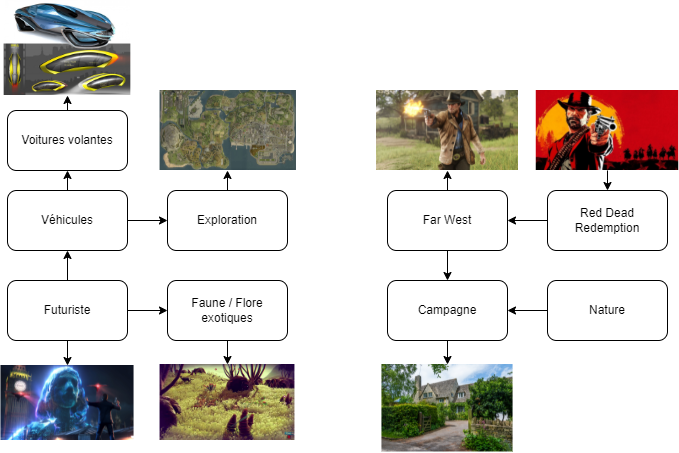 Voitures volantes
Véhicules
Exploration
Far West
Red Dead
Redemption
Futuriste
Faune / Flore
exotiques
Campagne
Nature